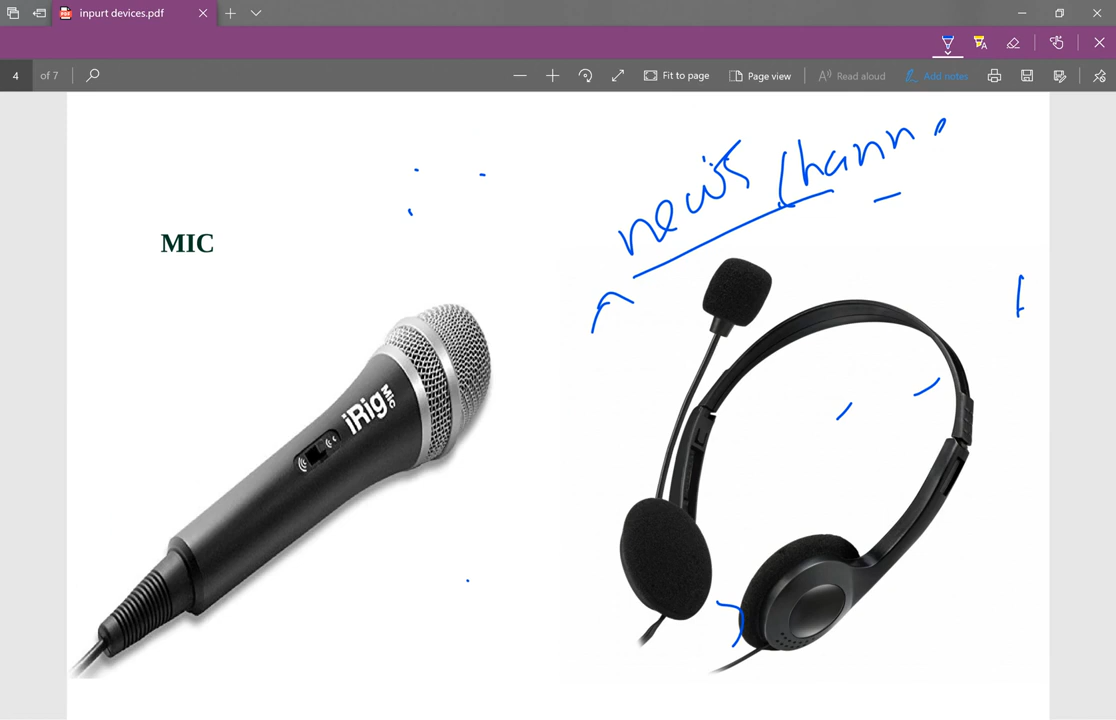 inpurt devices.pdf
4 of 7 Fit to page Page view Read aloud Add notes
news chann
MIC
iRig MIC